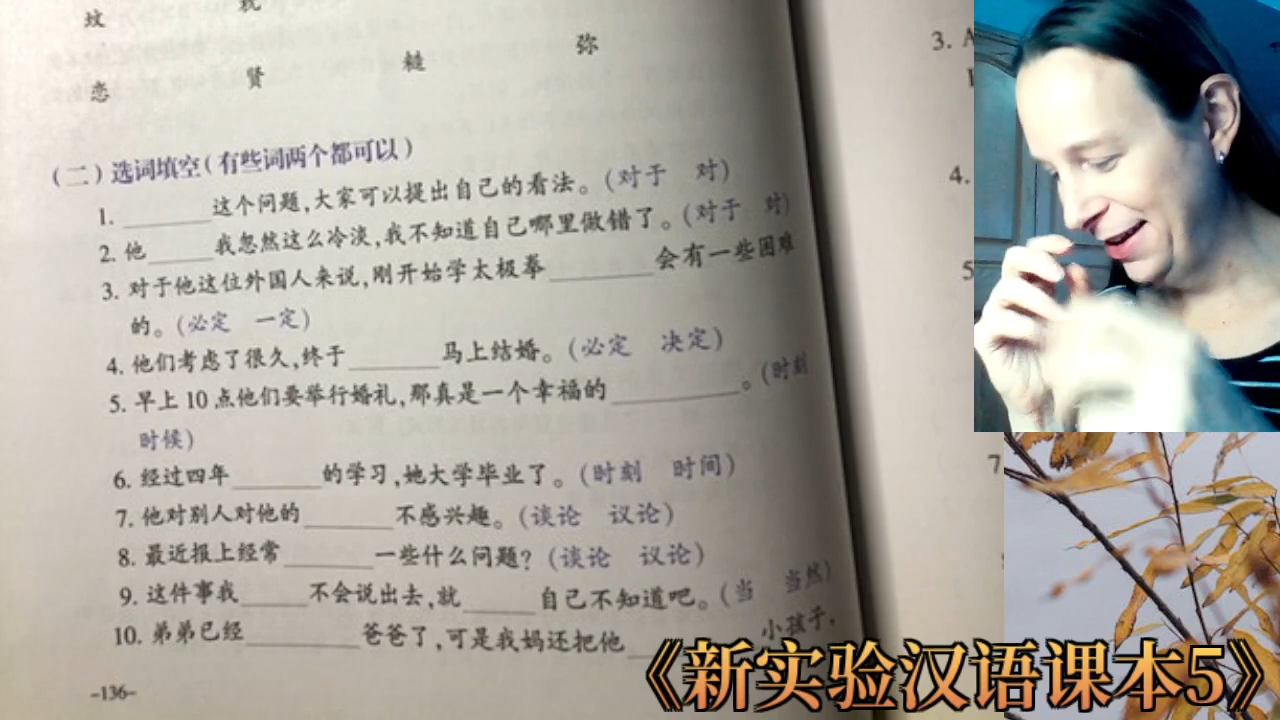 蚊
弥
恋 贤 槌
(二) 选词填空(有些词两个都可以)
1. ________这个问题,大家可以提出自己的看法。(对于 对)
2. 他_____我忽然这么冷淡,我不知道自己哪里做错了。(对于 对)
3. 对于他这位外国人来说,刚开始学太极拳________会有一些困难
的。(必定 一定)
4. 他们考虑了很久,终于_______马上结婚。(必定 决定)
5. 早上10点他们要举行婚礼,那真是一个幸福的__________。(时刻
时候)
6. 经过四年_______的学习,她大学毕业了。(时刻 时间)
7. 他对别人对他的_______不感兴趣。(谈论 议论)
8. 最近报上经常_______一些什么问题?(谈论 议论)
9. 这件事我_____不会说出去,就______自己不知道吧。(当 当然)
10. 弟弟已经_________爸爸了,可是我妈还把他____小孩子,
-136-
3. A
4.
5
7
《新实验汉语课本5》